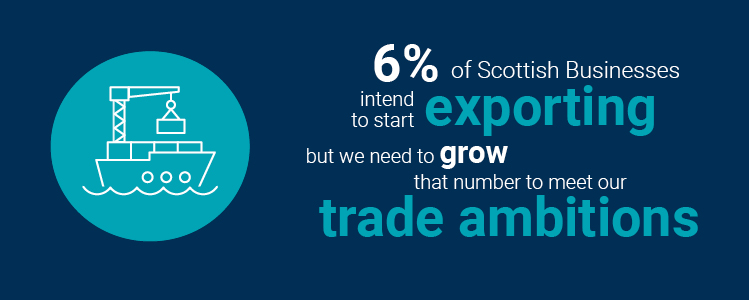 6% of Scottish Businesses
intend
to start exporting
but we need to grow
that number to meet our
trade ambitions